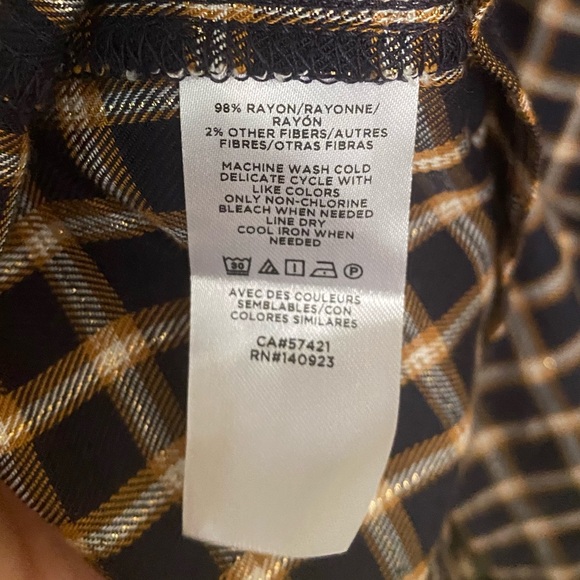 98% RAYON/RAYONNE/
RAYÓN
2% OTHER FIBERS/AUTRES
FIBRES/OTRAS FIBRAS
MACHINE WASH COLD
DELICATE CYCLE WITH
LIKE COLORS
ONLY NON-CHLORINE
BLEACH WHEN NEEDED
LINE DRY
COOL IRON WHEN
NEEDED
30 P
AVEC DES COULEURS
SEMBLABLES/CON
COLORES SIMILARES
CA#57421
RN#140923